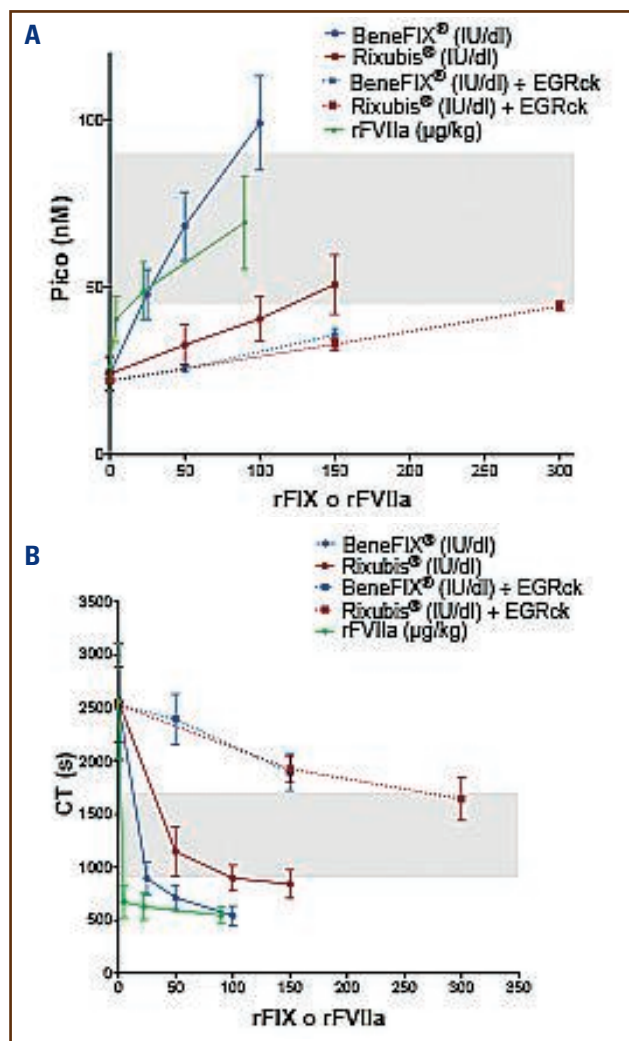 A
BeneFIX® (IU/dl)
Rixubis® (IU/dl)
BeneFIX® (IU/dl) + EGRck
Rixubis® (IU/dl) + EGRck
rFVIIa (µg/kg)
100
50
0
Pico (nM)
0 50 100 150 200 250 300
rFIX o rFVIIa
B
BeneFIX® (IU/dl)
Rixubis® (IU/dl)
BeneFIX® (IU/dl) + EGRck
Rixubis® (IU/dl) + EGRck
rFVIIa (µg/kg)
3500
3000
2500
2000
1500
1000
500
0
CT (s)
0 50 100 150 200 250 300 350
rFIX o rFVIIa